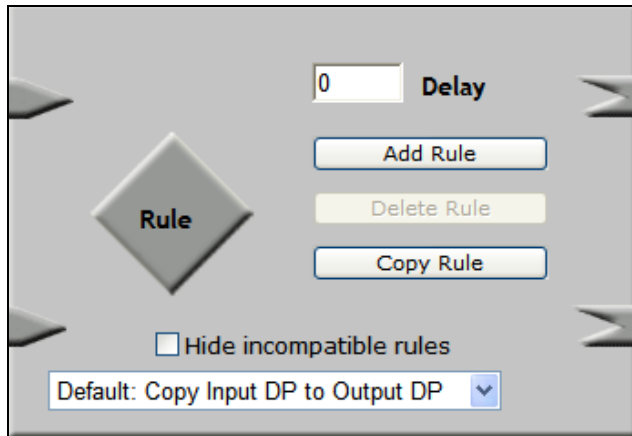 0 Delay
Add Rule
Delete Rule
Rule
Copy Rule
Hide incompatible rules
Default: Copy Input DP to Output DP